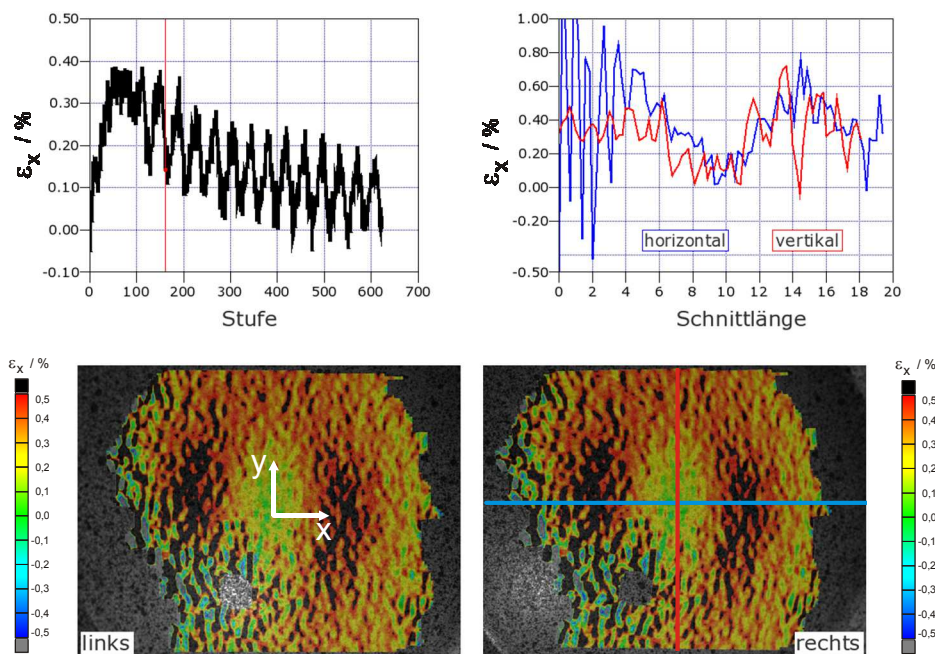 0.50
0.40
0.30
0.20
0.10
0.00
-0.10
εx / %
0 100 200 300 400 500 600 700
Stufe
1.00
0.80
0.60
0.40
0.20
0.00
-0.20
-0.50
εx / %
horizontal
vertikal
0 2 4 6 8 10 12 14 16 18 20
Schnittlänge
εx / %
0,5
0,4
0,3
0,2
0,1
0,0
-0,1
-0,2
-0,3
-0,4
-0,5
y
x
links
rechts
εx / %
0,5
0,4
0,3
0,2
0,1
0,0
-0,1
-0,2
-0,3
-0,4
-0,5